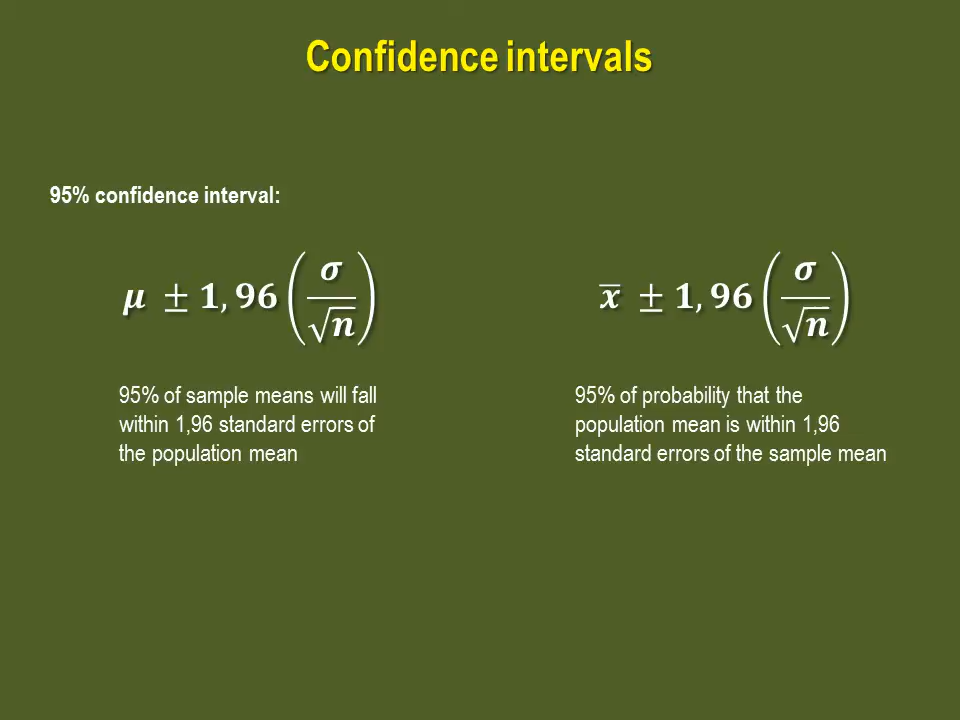 Confidence intervals
95% confidence interval:
μ ± 1,96 (σ/√n)
x̅ ± 1,96 (σ/√n)
95% of sample means will fall
within 1,96 standard errors of
the population mean
95% of probability that the
population mean is within 1,96
standard errors of the sample mean